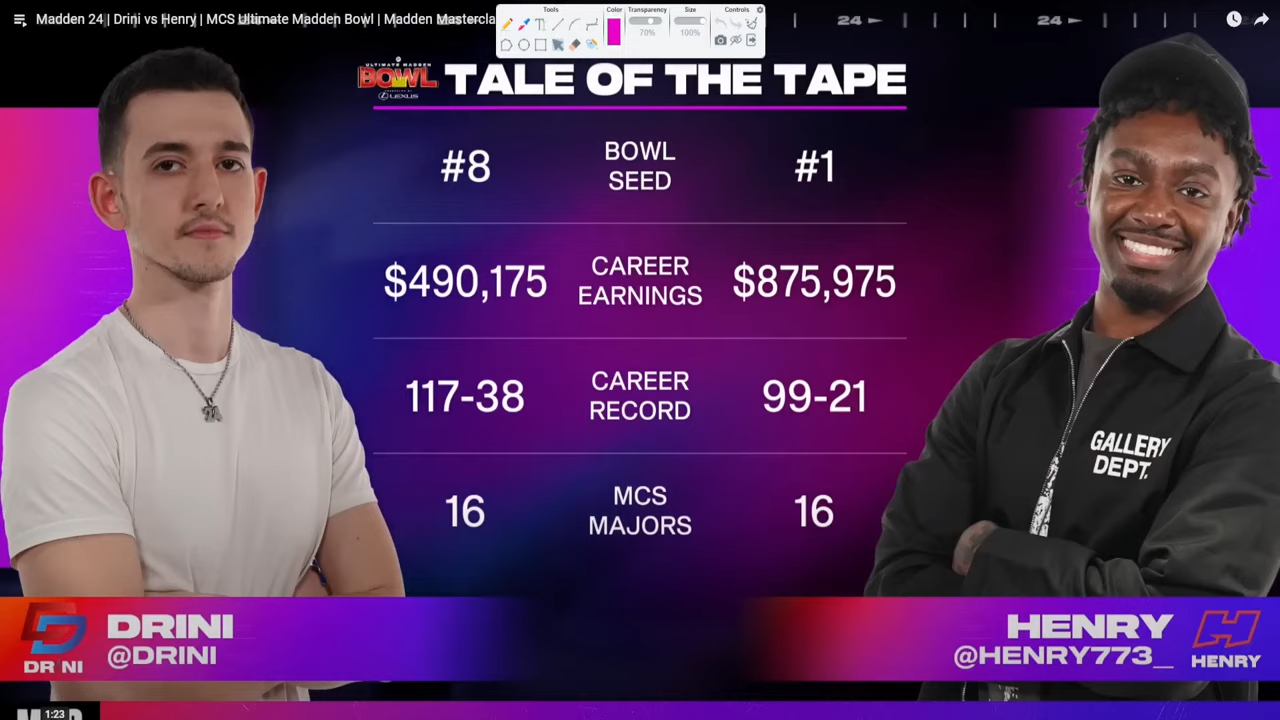 Madden 24 | Drini vs Henry | MCS Ultimate Madden Bowl | Madden Mastercla
Tools
Color
Transparency
Size
Controls
70%
100%
24
24
ULTIMATE MADDEN
BOWL
LEXUS
TALE OF THE TAPE
#8
BOWL
SEED
#1
$490,175
CAREER
EARNINGS
$875,975
117-38
CAREER
RECORD
99-21
16
MCS
MAJORS
16
GALLERY
DEPT.
DRINI
@DRINI
DR NI
HENRY
@HENRY773_
HENRY
1:23